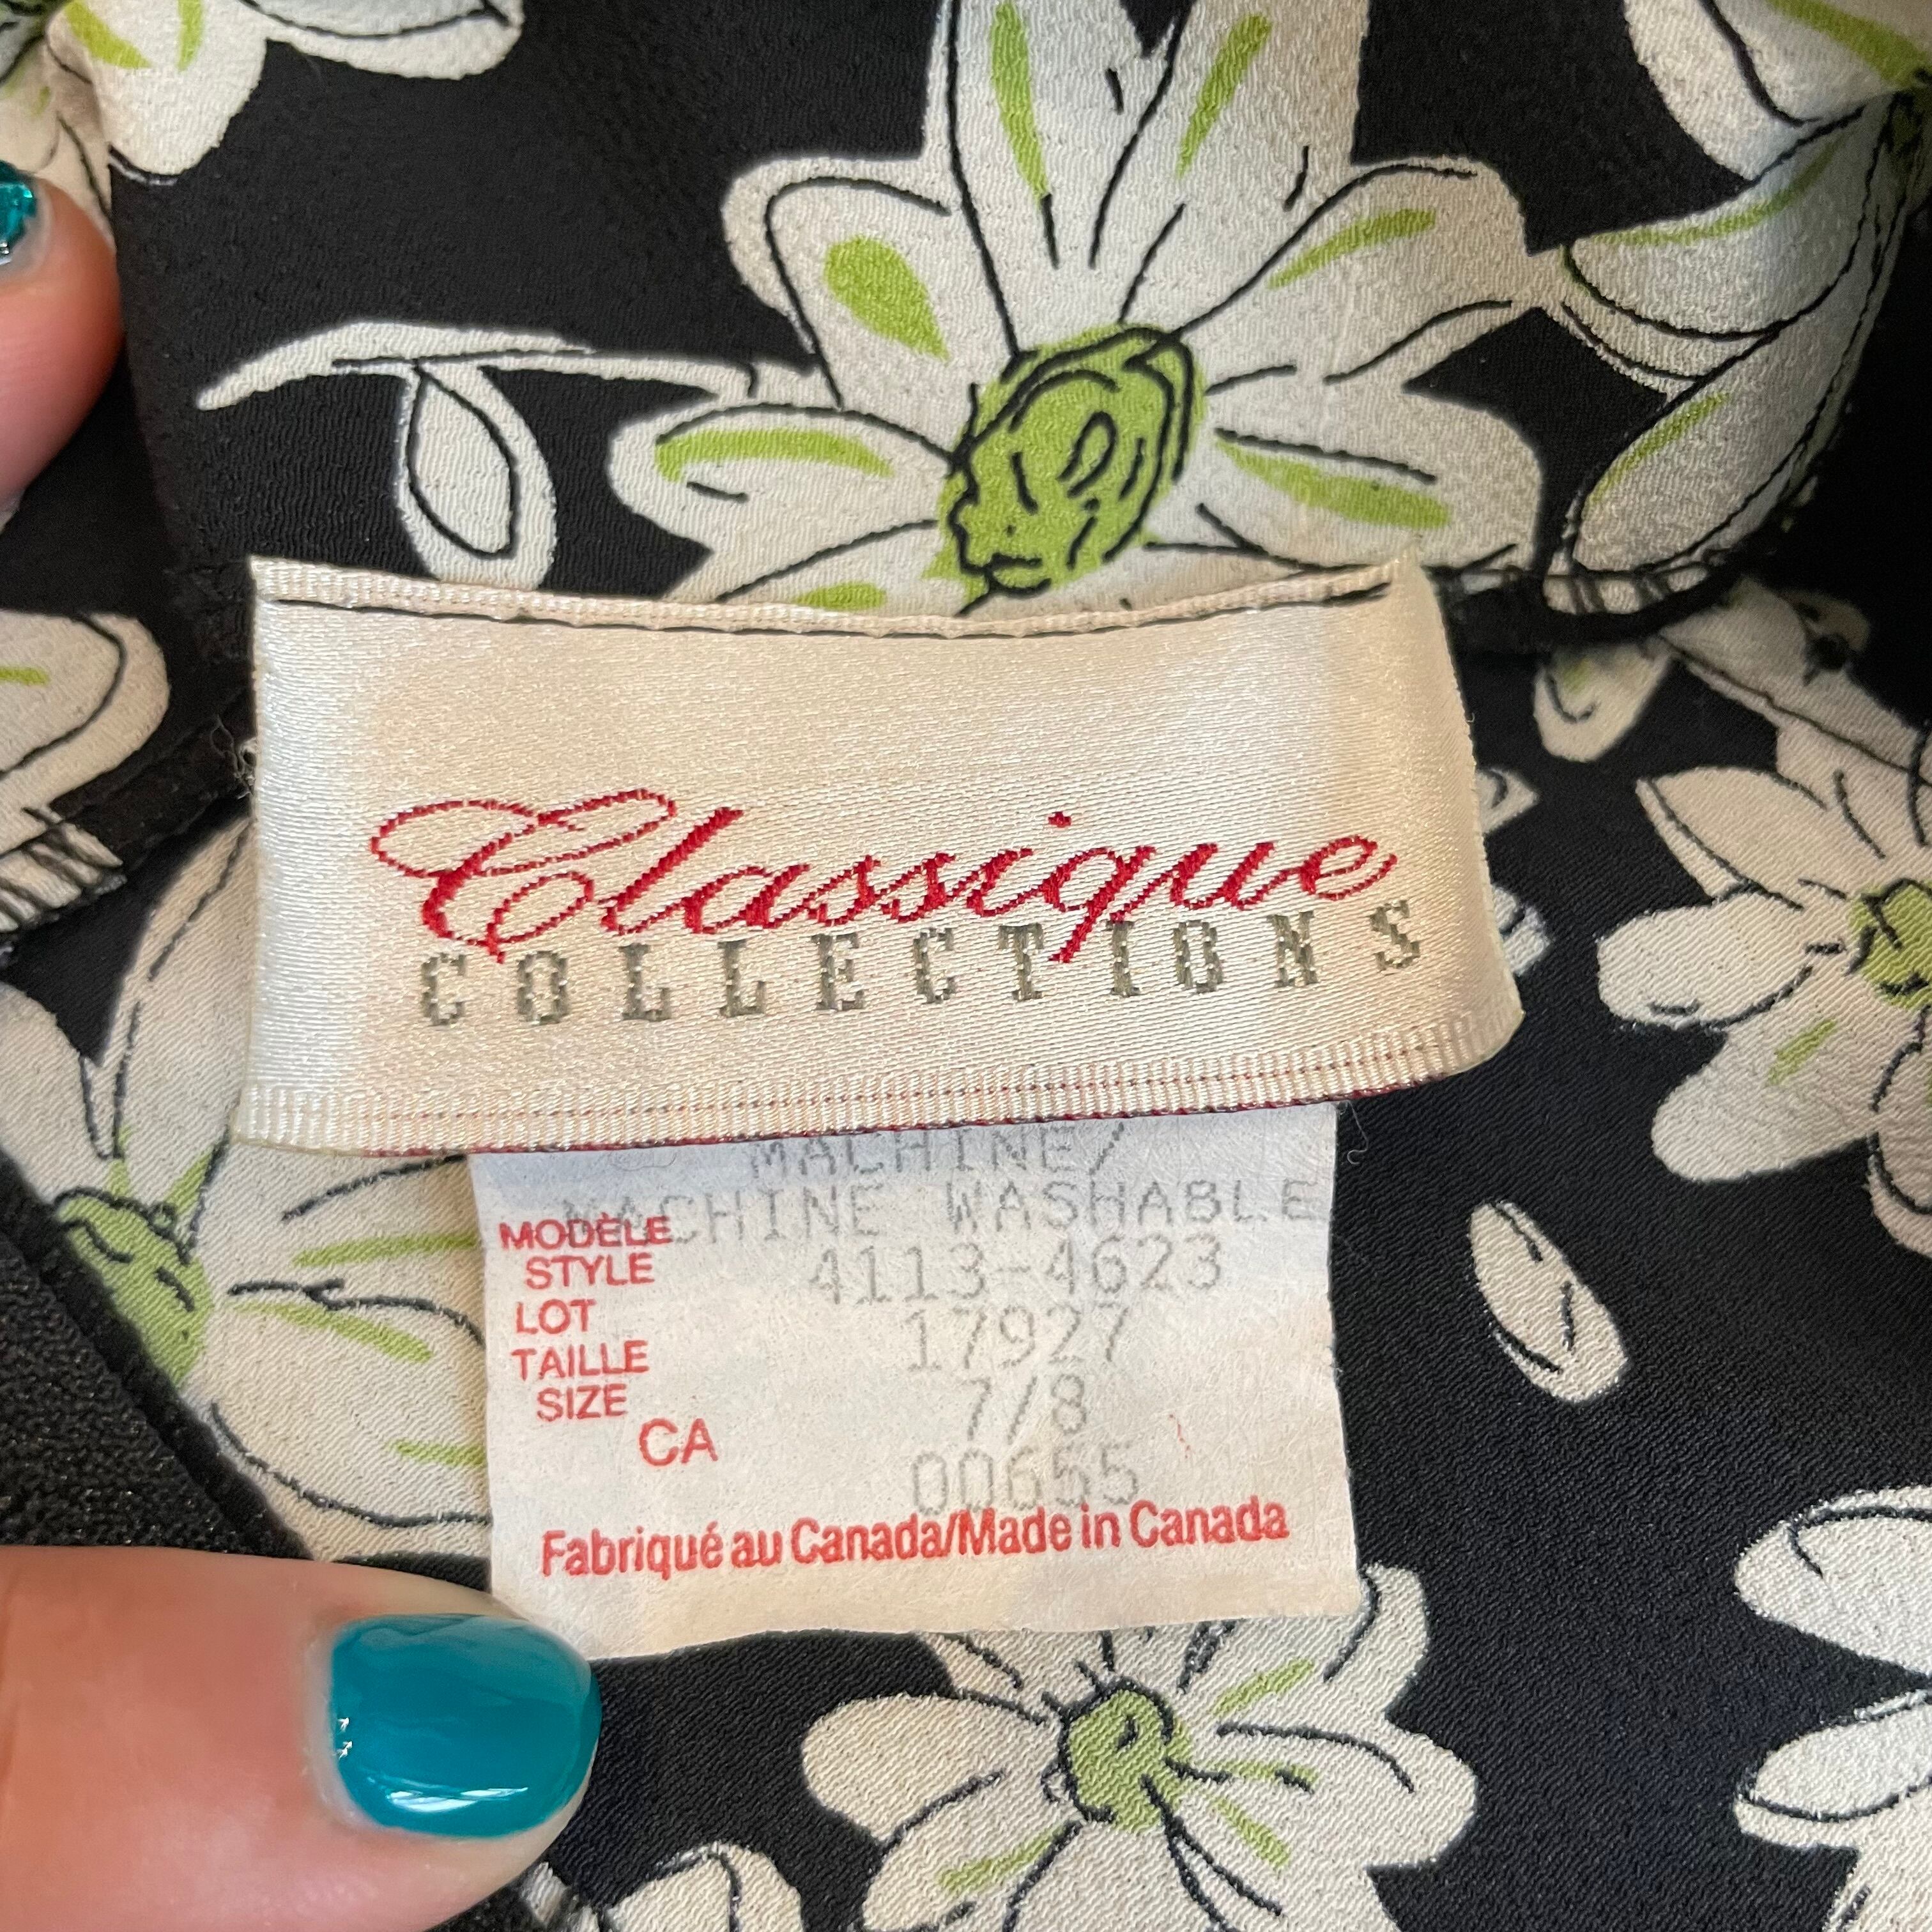 Classique
COLLECTIONS
MACHINE/
MACHINE WASHABLE
MODÈLE
STYLE 4113-4623
LOT 17927
TAILLE
SIZE 7/8
CA 00655
Fabriqué au Canada/Made in Canada